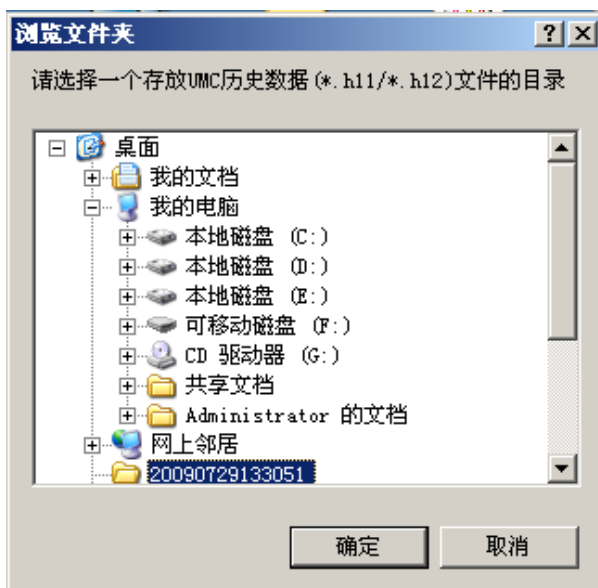 浏览文件夹
请选择一个存放UMC历史数据(*.h11/*.h12)文件的目录
桌面
我的文档
我的电脑
本地磁盘 (C:)
本地磁盘 (D:)
本地磁盘 (E:)
可移动磁盘 (F:)
CD 驱动器 (G:)
共享文档
Administrator 的文档
网上邻居
20090729133051
确定 取消